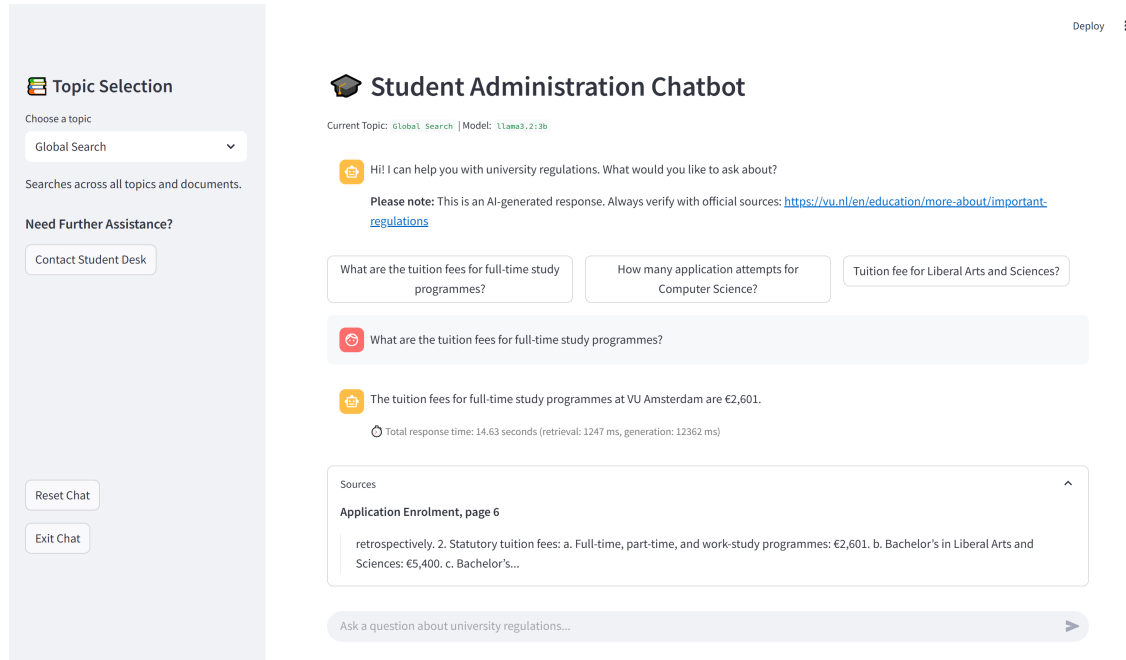 Deploy
Topic Selection
Choose a topic
Global Search
Searches across all topics and documents.
Need Further Assistance?
Contact Student Desk
Reset Chat
Exit Chat
Student Administration Chatbot
Current Topic: Global Search | Model: llama3.2:3b
Hi! I can help you with university regulations. What would you like to ask about?
Please note: This is an AI-generated response. Always verify with official sources: https://vu.nl/en/education/more-about/important-
regulations
What are the tuition fees for full-time study
programmes?
How many application attempts for
Computer Science?
Tuition fee for Liberal Arts and Sciences?
What are the tuition fees for full-time study programmes?
The tuition fees for full-time study programmes at VU Amsterdam are €2,601.
Total response time: 14.63 seconds (retrieval: 1247 ms, generation: 12362 ms)
Sources
Application Enrolment, page 6
retrospectively. 2. Statutory tuition fees: a. Full-time, part-time, and work-study programmes: €2,601. b. Bachelor's in Liberal Arts and
Sciences: €5,400. c. Bachelor's...
Ask a question about university regulations...